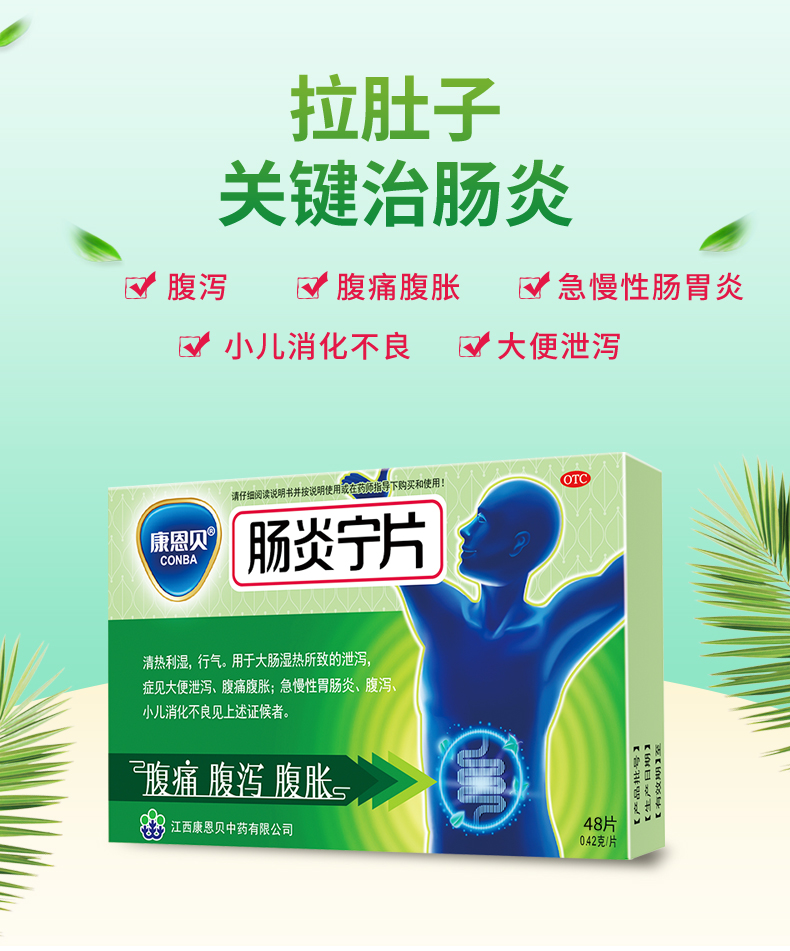 拉肚子
关键治肠炎
腹泻 腹痛腹胀 急慢性肠胃炎
小儿消化不良 大便泄泻
请仔细阅读说明书并按说明使用或在药师指导下购买和使用!
OTC
康恩贝®
CONBA
肠炎宁片
清热利湿,行气。用于大肠湿热所致的泄泻,
症见大便泄泻、腹痛腹胀;急慢性胃肠炎、腹泻、
小儿消化不良见上述证候者。
腹痛 腹泻 腹胀
江西康恩贝中药有限公司
48片
0.42克/片
【产品批号】
【生产日期】
【有效期】至